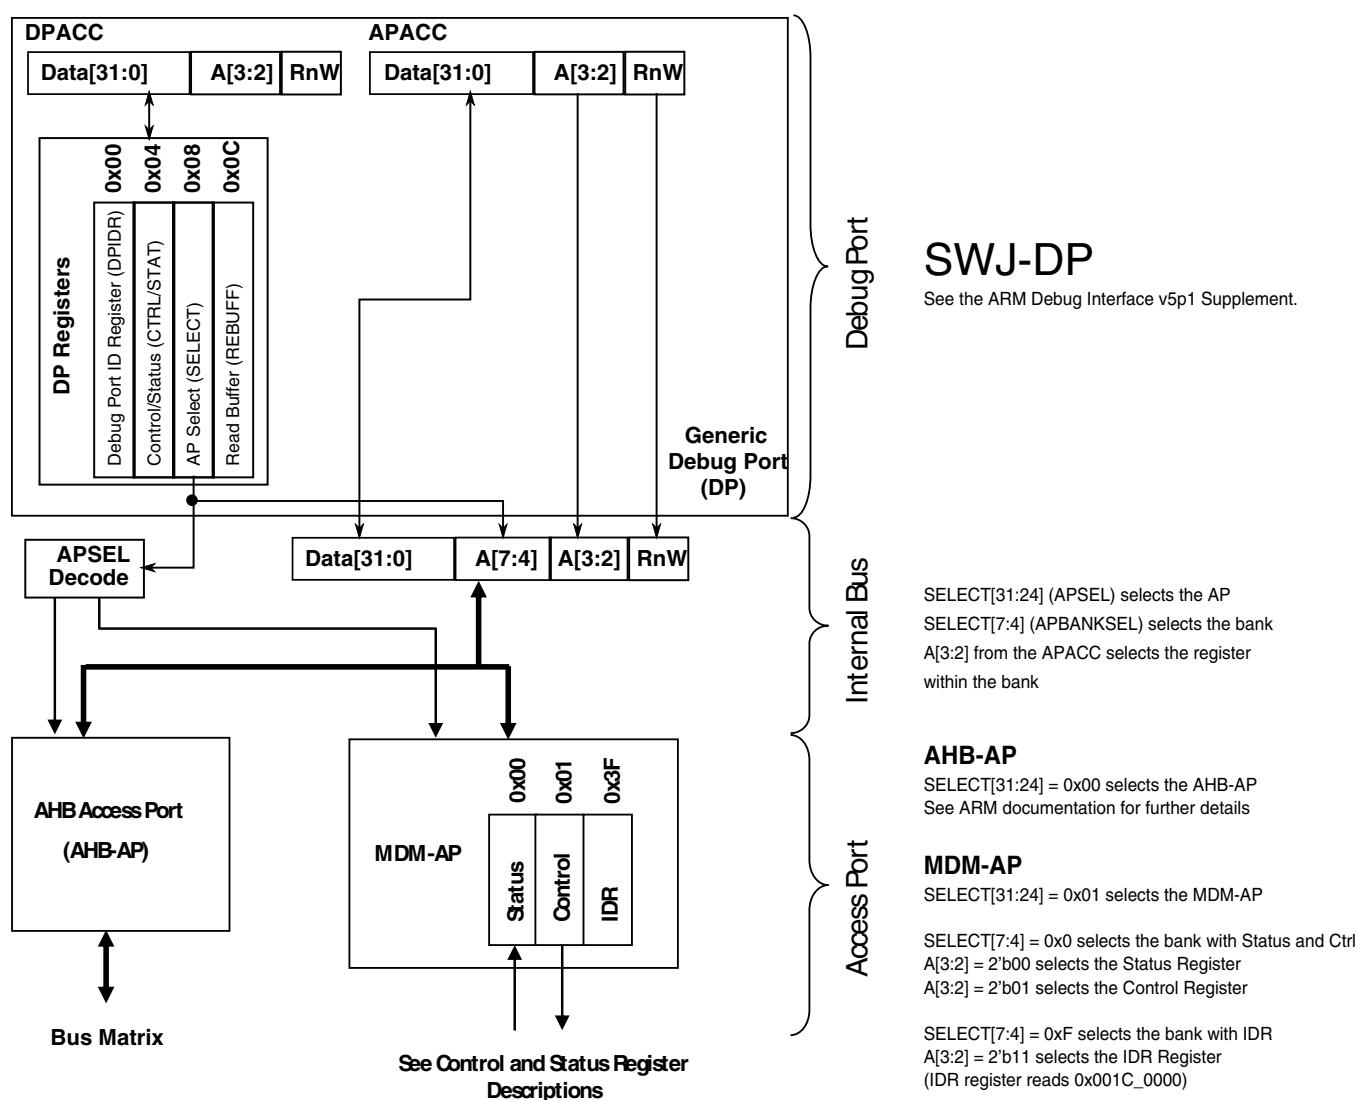 DPACC
APACC
Data[31:0] A[3:2] RnW
Data[31:0] A[3:2] RnW
DP Registers
0x00
0x04
0x08
0x0C
Debug Port ID Register (DPIDR)
Control/Status (CTRL/STAT)
AP Select (SELECT)
Read Buffer (REBUFF)
Generic
Debug Port
(DP)
Debug Port
SWJ-DP
See the ARM Debug Interface v5p1 Supplement.
APSEL
Decode
Data[31:0] A[7:4] A[3:2] RnW
Internal Bus
SELECT[31:24] (APSEL) selects the AP
SELECT[7:4] (APBANKSEL) selects the bank
A[3:2] from the APACC selects the register
within the bank
AHB Access Port
(AHB-AP)
Bus Matrix
MDM-AP
0x00
0x01
0x3F
Status
Control
IDR
See Control and Status Register
Descriptions
Access Port
AHB-AP
SELECT[31:24] = 0x00 selects the AHB-AP
See ARM documentation for further details
MDM-AP
SELECT[31:24] = 0x01 selects the MDM-AP
SELECT[7:4] = 0x0 selects the bank with Status and Ctrl
A[3:2] = 2'b00 selects the Status Register
A[3:2] = 2'b01 selects the Control Register
SELECT[7:4] = 0xF selects the bank with IDR
A[3:2] = 2'b11 selects the IDR Register
(IDR register reads 0x001C_0000)